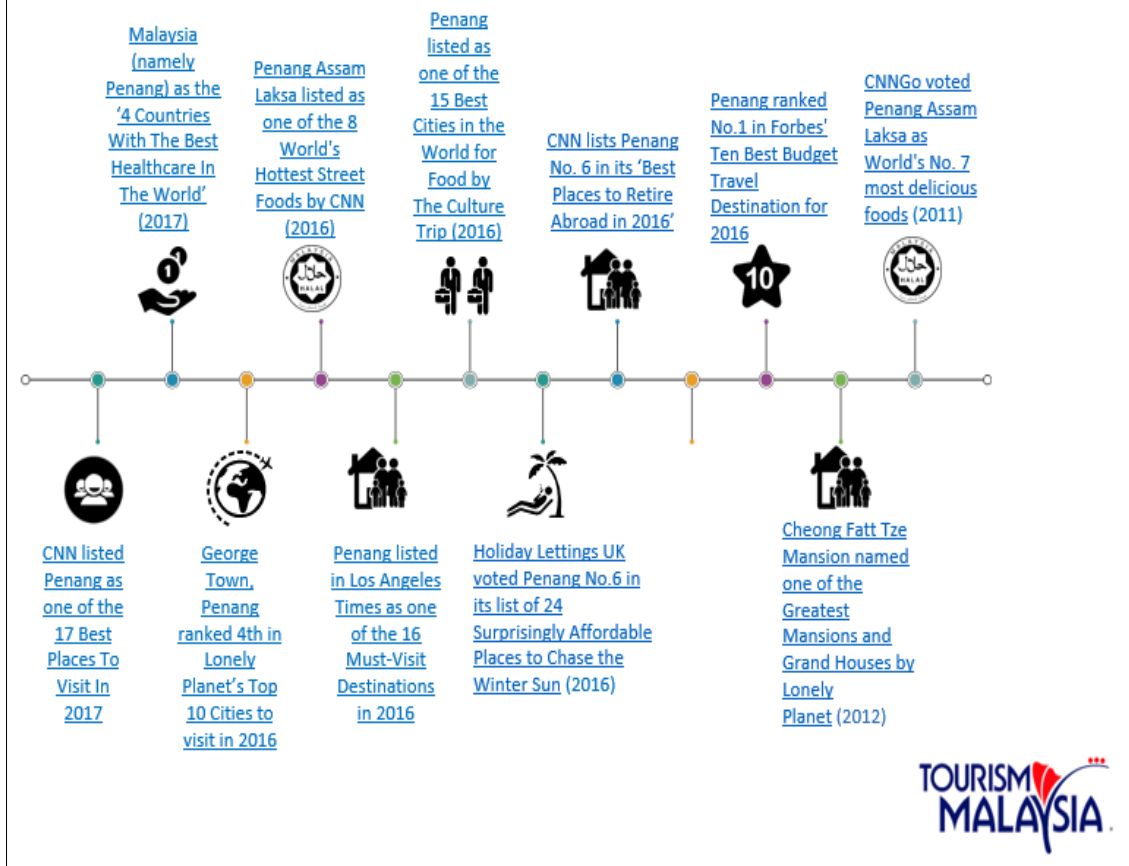 Malaysia
(namely
Penang) as the
‘4 Countries
With The Best
Healthcare In
The World’
(2017)
Penang Assam
Laksa listed as
one of the 8
World's
Hottest Street
Foods by CNN
(2016)
Penang
listed as
one of the
15 Best
Cities in the
World for
Food by
The Culture
Trip (2016)
CNN lists Penang
No. 6 in its ‘Best
Places to Retire
Abroad in 2016’
Penang ranked
No.1 in Forbes'
Ten Best Budget
Travel
Destination for
2016
CNNGo voted
Penang Assam
Laksa as
World's No. 7
most delicious
foods (2011)
1
1
MALAYSIA
حلال
HALAL
10
MALAYSIA
حلال
HALAL
CNN listed
Penang as
one of the
17 Best
Places To
Visit In
2017
George
Town,
Penang
ranked 4th in
Lonely
Planet’s Top
10 Cities to
visit in 2016
Penang listed
in Los Angeles
Times as one
of the 16
Must-Visit
Destinations
in 2016
Holiday Lettings UK
voted Penang No.6 in
its list of 24
Surprisingly Affordable
Places to Chase the
Winter Sun (2016)
Cheong Fatt Tze
Mansion named
one of the
Greatest
Mansions and
Grand Houses by
Lonely
Planet (2012)
TOURISM
MALAYSIA